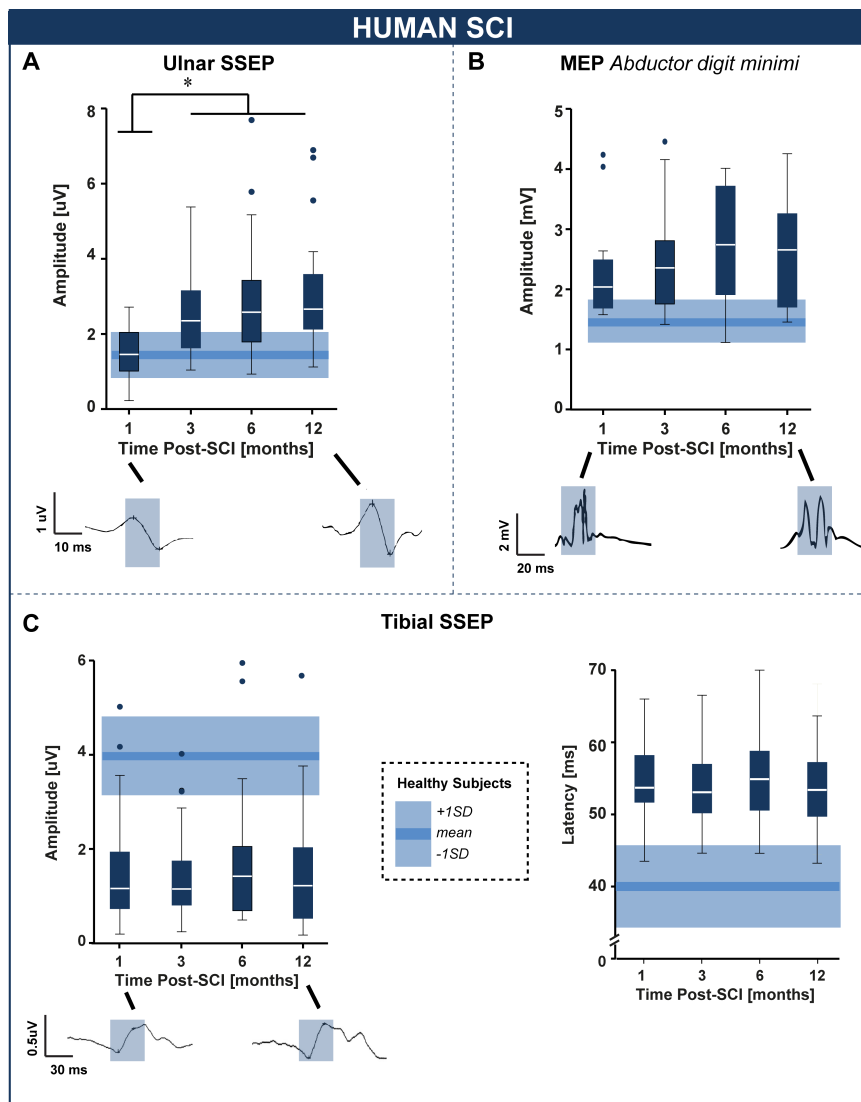 HUMAN SCI
A
Ulnar SSEP
*
Amplitude [uV]
8
6
4
2
0
1 3 6 12
Time Post-SCI [months]
1 uV
10 ms
B
MEP Abductor digit minimi
Amplitude [mV]
5
4
3
2
1
0
1 3 6 12
Time Post-SCI [months]
2 mV
20 ms
C
Tibial SSEP
Amplitude [uV]
6
4
2
0
1 3 6 12
Time Post-SCI [months]
0.5uV
30 ms
Healthy Subjects
+1SD
mean
-1SD
Latency [ms]
70
60
50
40
0
1 3 6 12
Time Post-SCI [months]